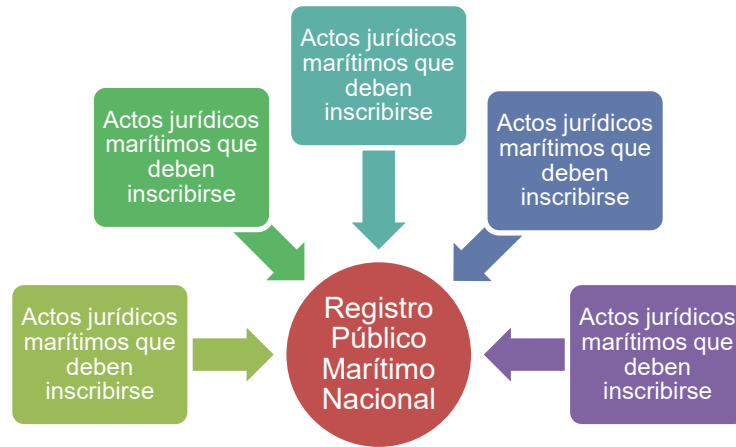 Actos jurídicos
marítimos que
deben
inscribirse
Actos jurídicos
marítimos que
deben
inscribirse
Actos jurídicos
marítimos que
deben
inscribirse
Actos jurídicos
marítimos que
deben
inscribirse
Actos jurídicos
marítimos que
deben
inscribirse
Registro
Público
Marítimo
Nacional